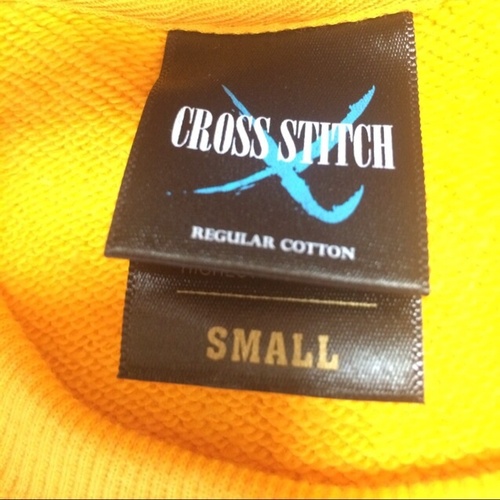 CROSS STITCH
REGULAR COTTON
SMALL